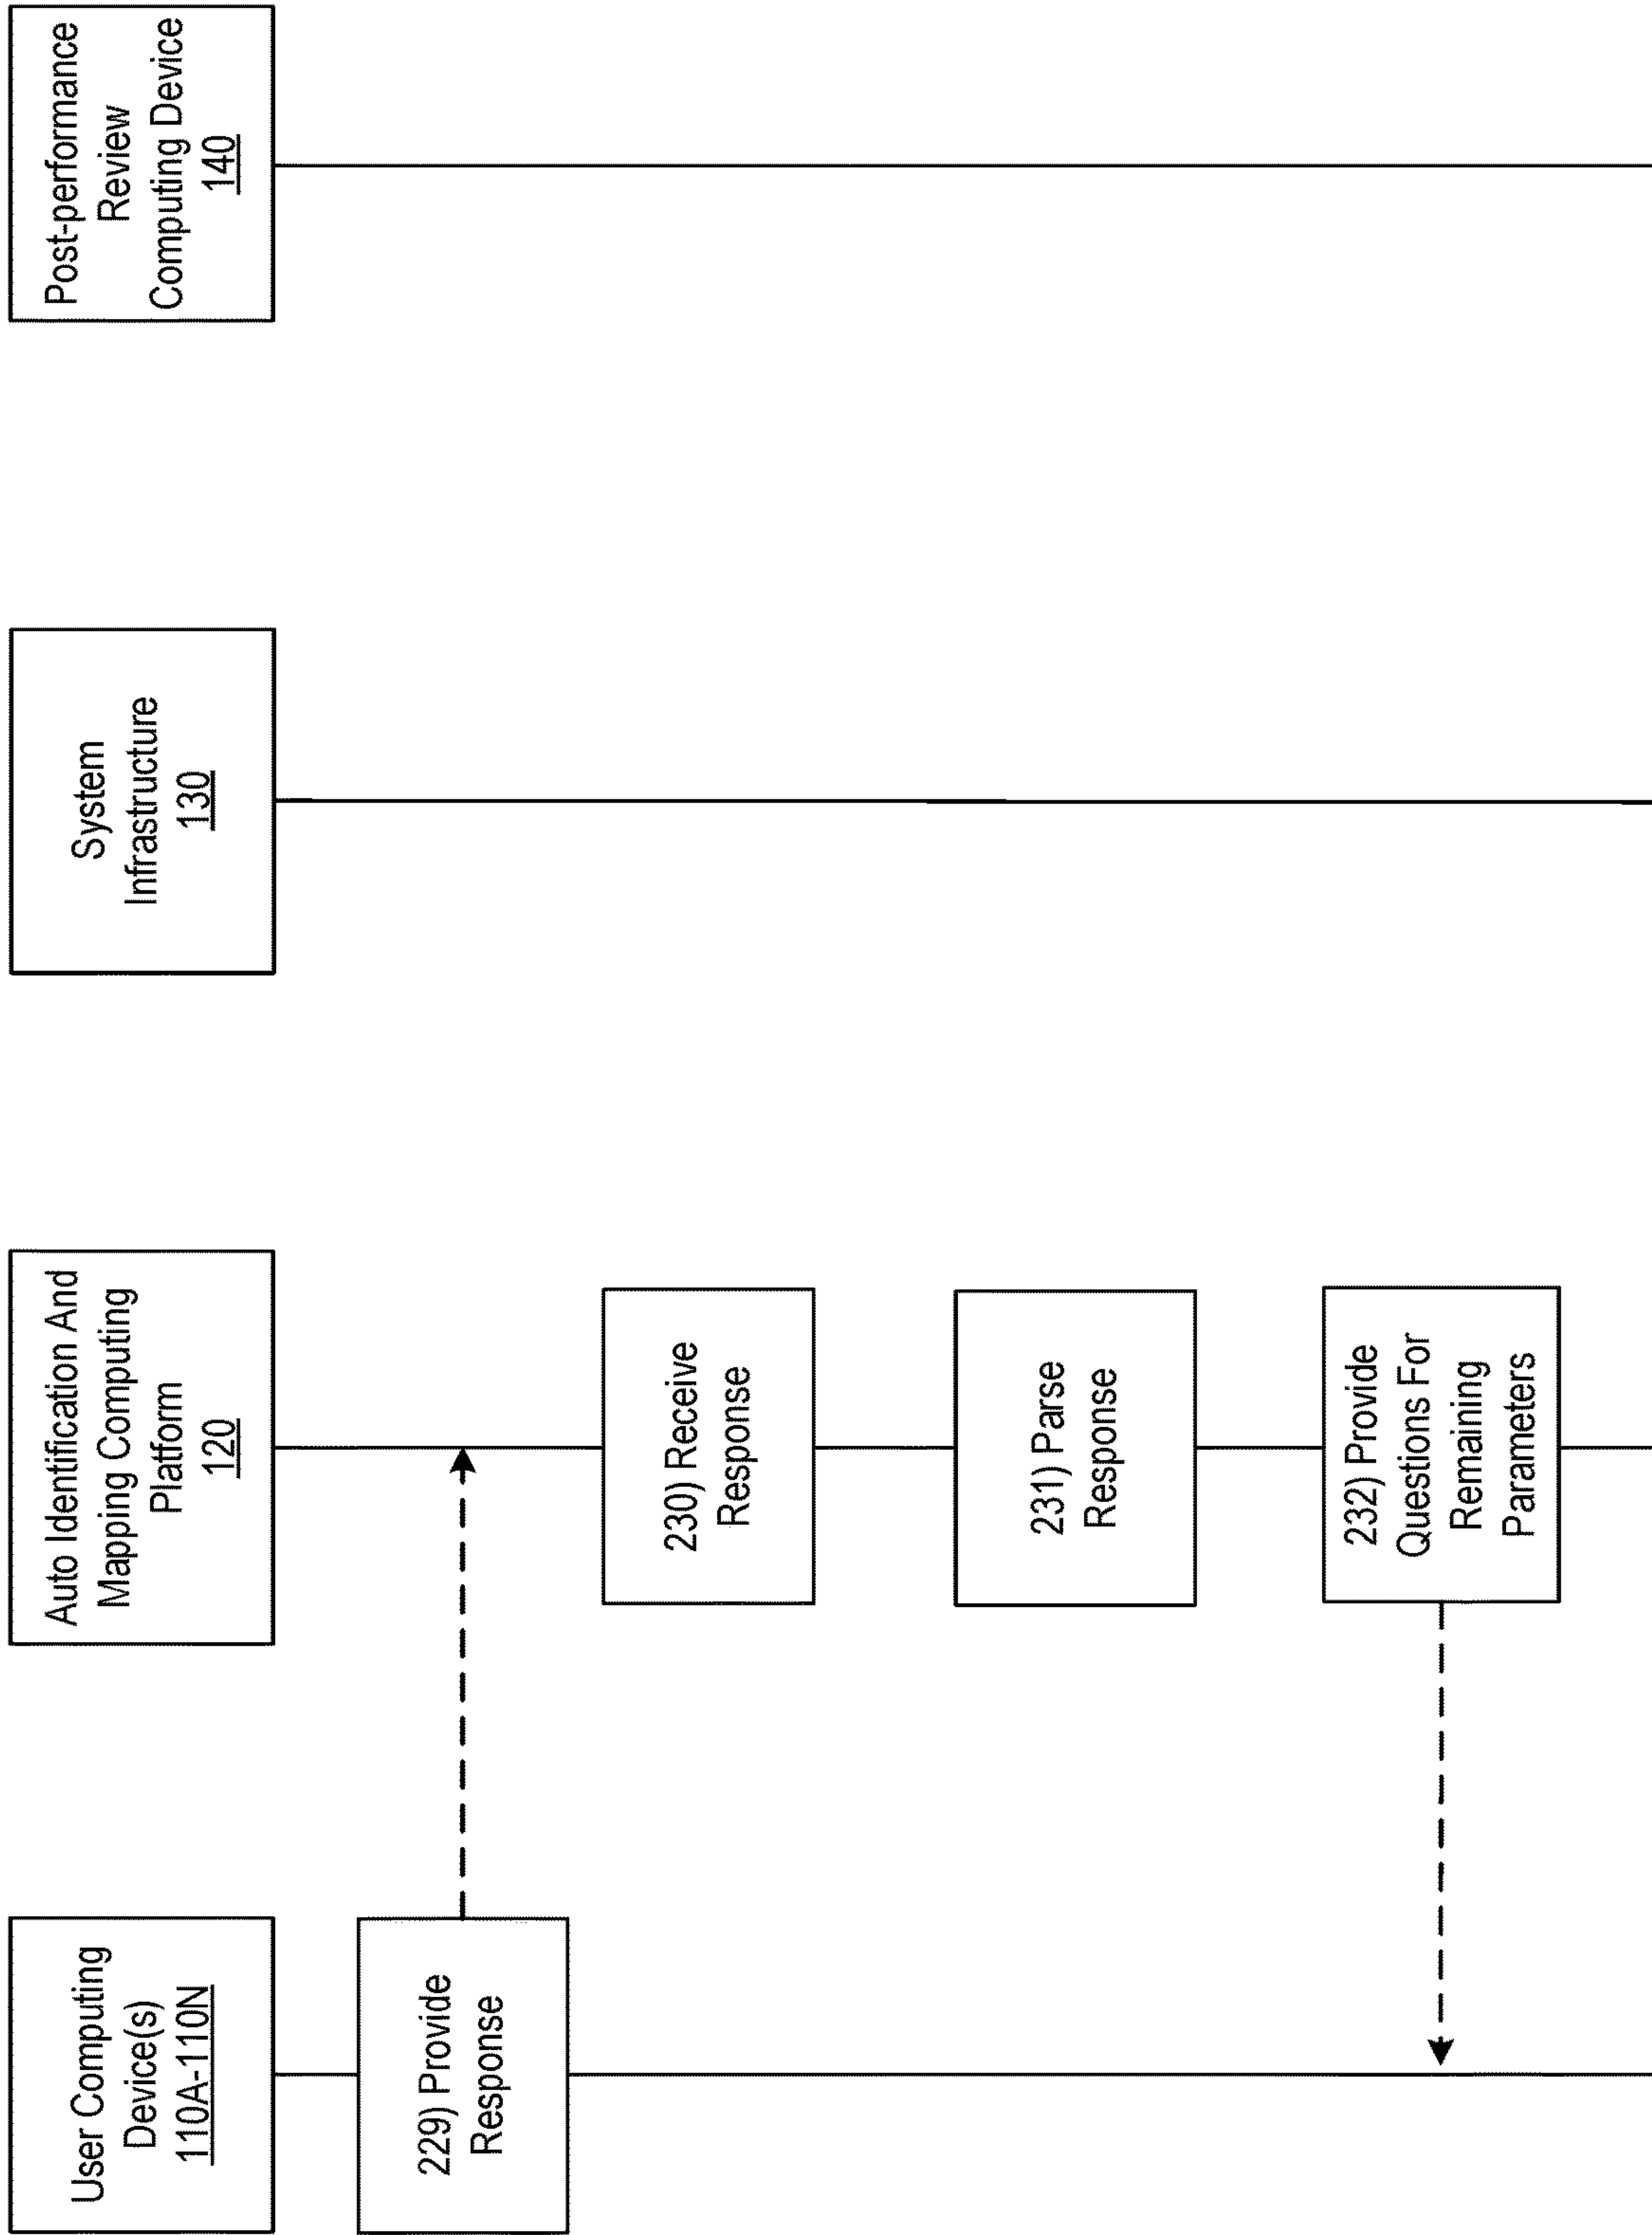 User Computing
Device(s)
110A-110N
Auto Identification And
Mapping Computing
Platform
120
System
Infrastructure
130
Post-performance
Review
Computing Device
140
229) Provide
Response
230) Receive
Response
231) Parse
Response
232) Provide
Questions For
Remaining
Parameters